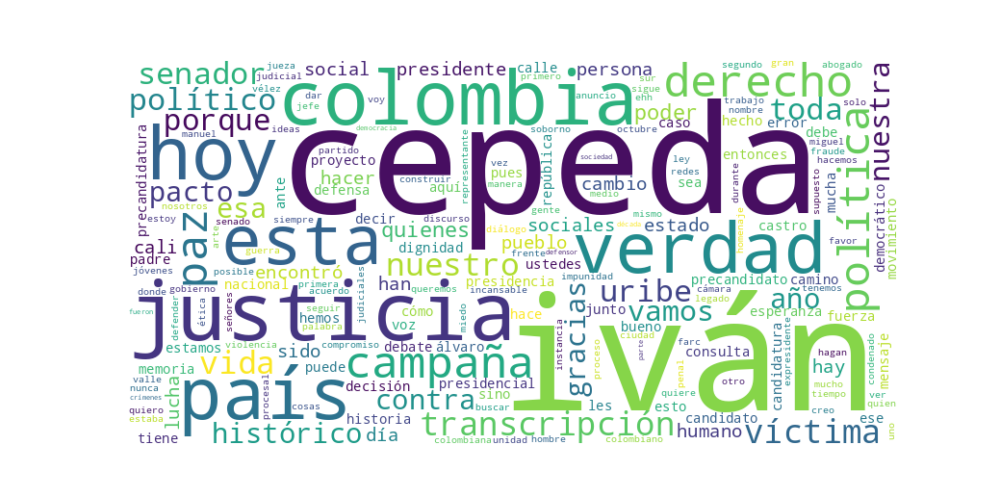 cepeda
iván
colombia
justicia
hoy
país
esta
verdad
derecho
política
campaña
paz
víctima
histórico
transcripción
político
senador
porque
pacto
esa
vida
contra
nuestro
nuestra
uribe
vamos
año
gracias
toda
poder
social
presidente
calle
persona
jueza
judicial
vélez
dar
jefe
voy
primero
anuncio
ehh
sur
sigue
segundo
gran
abogado
trabajo
nombre
solo
manuel
ideas
democracia
partido
proyecto
hacer
defensa
construir
aquí
representante
soborno
república
octubre
caso
hecho
error
debe
miguel
fraude
hacemos
entonces
ley
redes
sea
durante
supuesto
mucha
democrático
movimiento
precandidatura
ante
vez
pues
manera
sociedad
cambio
medio
nosotros
estoy
siempre
decir
discurso
quienes
gente
sociales
mismo
estado
homenaje
castro
favor
senado
arte
guerra
dignidad
diálogo
pueblo
frente
década
defensor
ustedes
impunidad
cali
padre
jóvenes
posible
encontró
nacional
primera
acuerdo
judiciales
han
queremos
presidencia
precandidato
camino
cámara
tenemos
legado
esperanza
fuerza
donde
gobierno
defender
ética
señores
hemos
seguir
palabra
cómo
voz
miedo
hace
incansable
junto
bueno
ciudad
instancia
proceso
parte
farc
consulta
candidatura
expresidente
hagan
condenado
mensaje
fueron
estamos
violencia
compromiso
debate
álvaro
memoria
sido
puede
decisión
presidencial
sino
les
quiere
penal
otro
esto
hay
mucho
tiempo
ver
creo
quien
valle
nunca
crímenes
quiero
estaba
lucha
procesal
cosas
historia
buscar
tiene
día
colombiana
unidad
hombre
colombiano
humano
candidato
ese
uno